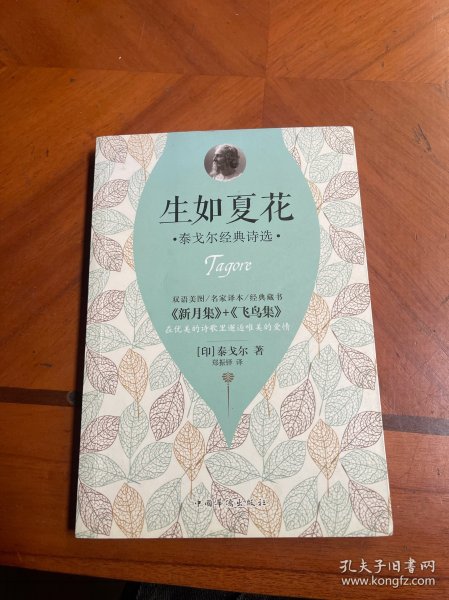 生如夏花
•泰戈尔经典诗选•
Tagore
双语美图/名家译本/经典藏书
《新月集》+《飞鸟集》
在优美的诗歌里邂逅唯美的爱情
[印]泰戈尔 著
郑振铎 译
中国华侨出版社
孔夫子旧书网
www.kongfz.com